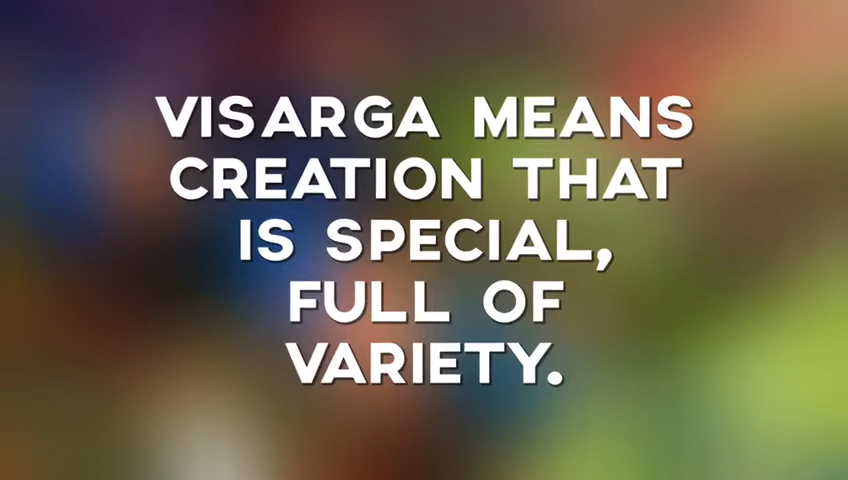 VISARGA MEANS
CREATION THAT
IS SPECIAL,
FULL OF
VARIETY.